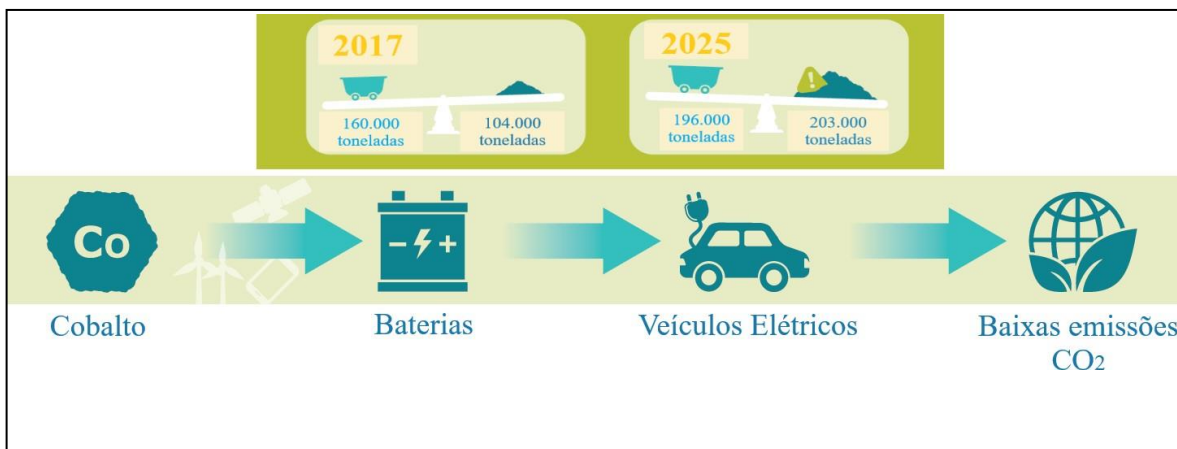 2017
160.000
toneladas
104.000
toneladas
2025
196.000
toneladas
!
203.000
toneladas
Co
- +
Cobalto
Baterias
Veículos Elétricos
Baixas emissões
CO2